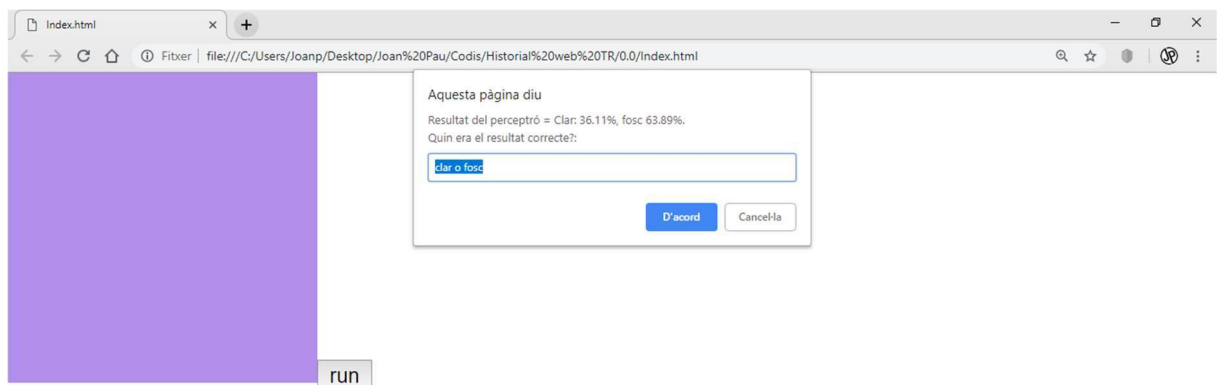 Index.html
Fitxer file:///C:/Users/Joanp/Desktop/Joan%20Pau/Codis/Historial%20web%20TR/0.0/Index.html
JP
Aquesta pàgina diu
Resultat del perceptró = Clar: 36.11%, fosc 63.89%.
Quin era el resultat correcte?:
clar o fosc
D'acord Cancel·la
run